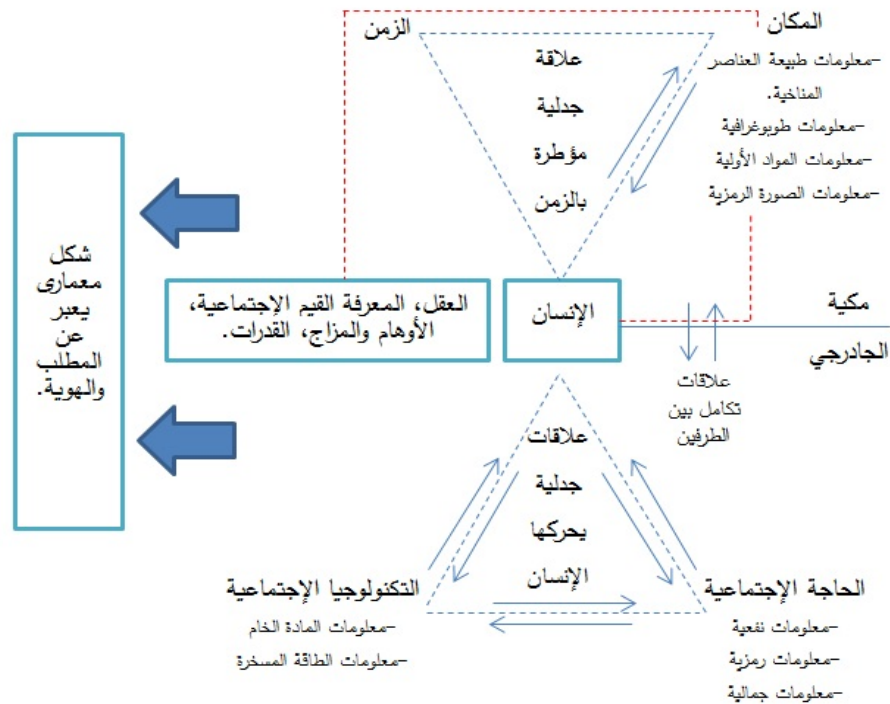 المكان
الزمن
-معلومات طبيعة العناصر
المناخية.
-معلومات طوبوغرافية
-معلومات المواد الأولية
-معلومات الصورة الرمزية
علاقة
جدلية
مؤطرة
بالزمن
الإنسان
العقل، المعرفة القيم الإجتماعية،
الأوهام والمزاج، القدرات.
شكل
معمارى
يعبر
عن
المطلب
والهوية.
مكية
الجادرجي
علاقات
تكامل بين
الطرفين
علاقات
جدلية
يحركها
الإنسان
الحاجة الإجتماعية
-معلومات نفعية
-معلومات رمزية
-معلومات جمالية
التكنولوجيا الإجتماعية
-معلومات المادة الخام
-معلومات الطاقة المسخرة